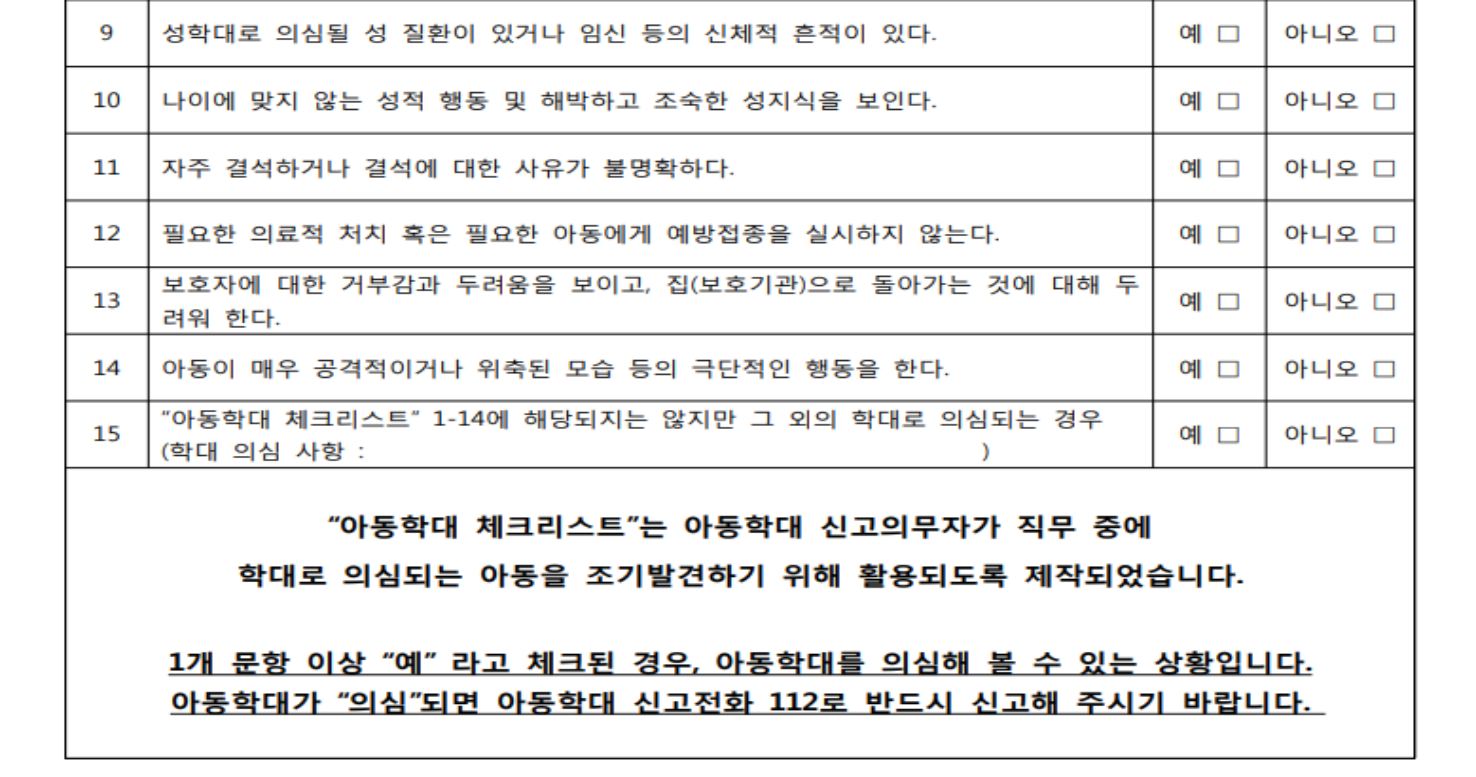 9 성학대로 의심될 성 질환이 있거나 임신 등의 신체적 흔적이 있다. 예 □ 아니오 □
10 나이에 맞지 않는 성적 행동 및 해박하고 조숙한 성지식을 보인다. 예 □ 아니오 □
11 자주 결석하거나 결석에 대한 사유가 불명확하다. 예 □ 아니오 □
12 필요한 의료적 처치 혹은 필요한 아동에게 예방접종을 실시하지 않는다. 예 □ 아니오 □
13 보호자에 대한 거부감과 두려움을 보이고, 집(보호기관)으로 돌아가는 것에 대해 두
려워 한다. 예 □ 아니오 □
14 아동이 매우 공격적이거나 위축된 모습 등의 극단적인 행동을 한다. 예 □ 아니오 □
15 “아동학대 체크리스트” 1-14에 해당되지는 않지만 그 외의 학대로 의심되는 경우
(학대 의심 사항 : ) 예 □ 아니오 □
“아동학대 체크리스트”는 아동학대 신고의무자가 직무 중에
학대로 의심되는 아동을 조기발견하기 위해 활용되도록 제작되었습니다.
1개 문항 이상 “예” 라고 체크된 경우, 아동학대를 의심해 볼 수 있는 상황입니다.
아동학대가 “의심”되면 아동학대 신고전화 112로 반드시 신고해 주시기 바랍니다.